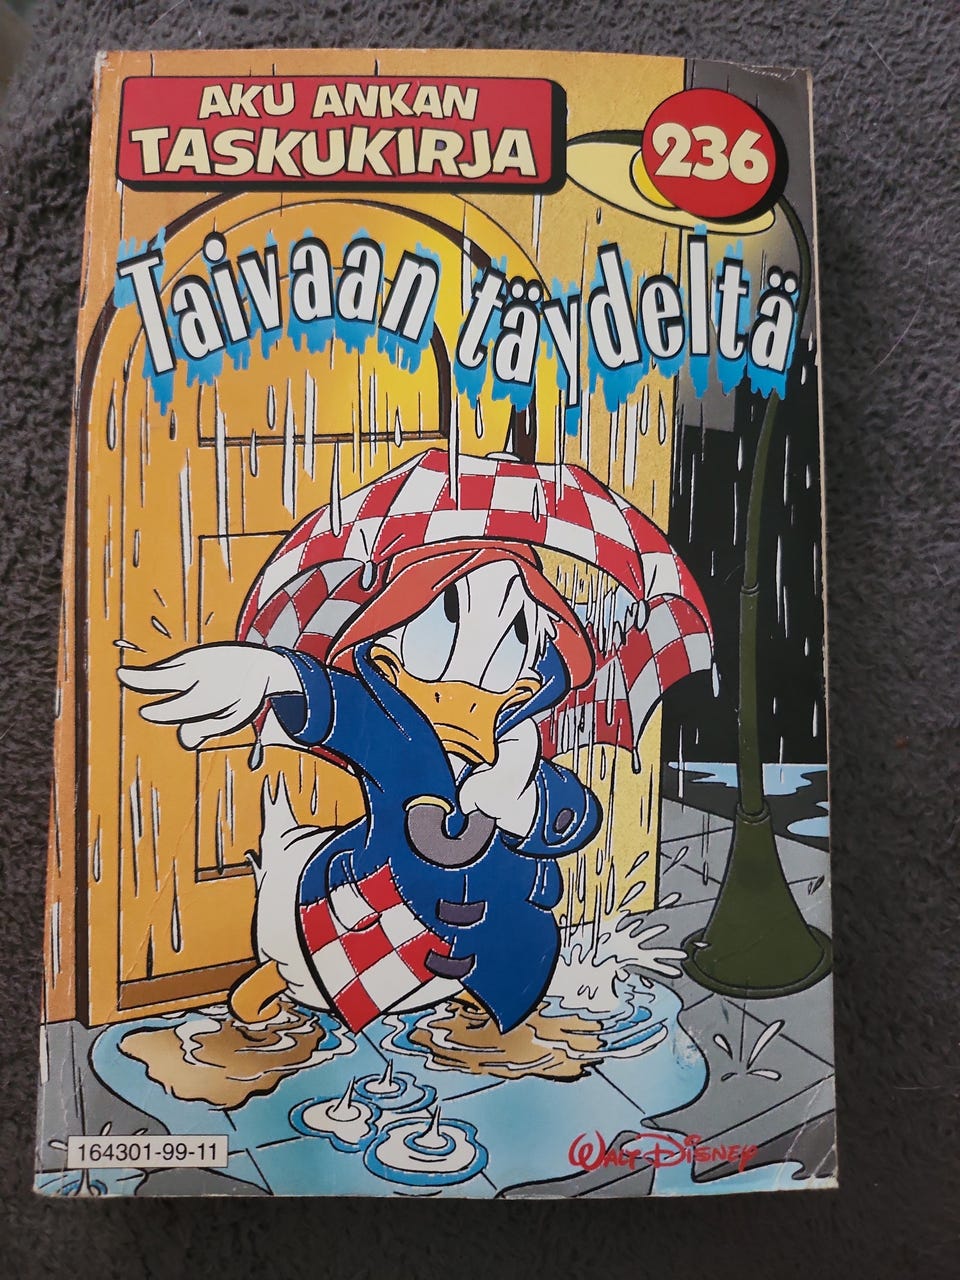 AKU ANKAN
TASKUKIRJA
236
Taivaan täydeltä
164301-99-11
WALT DISNEY